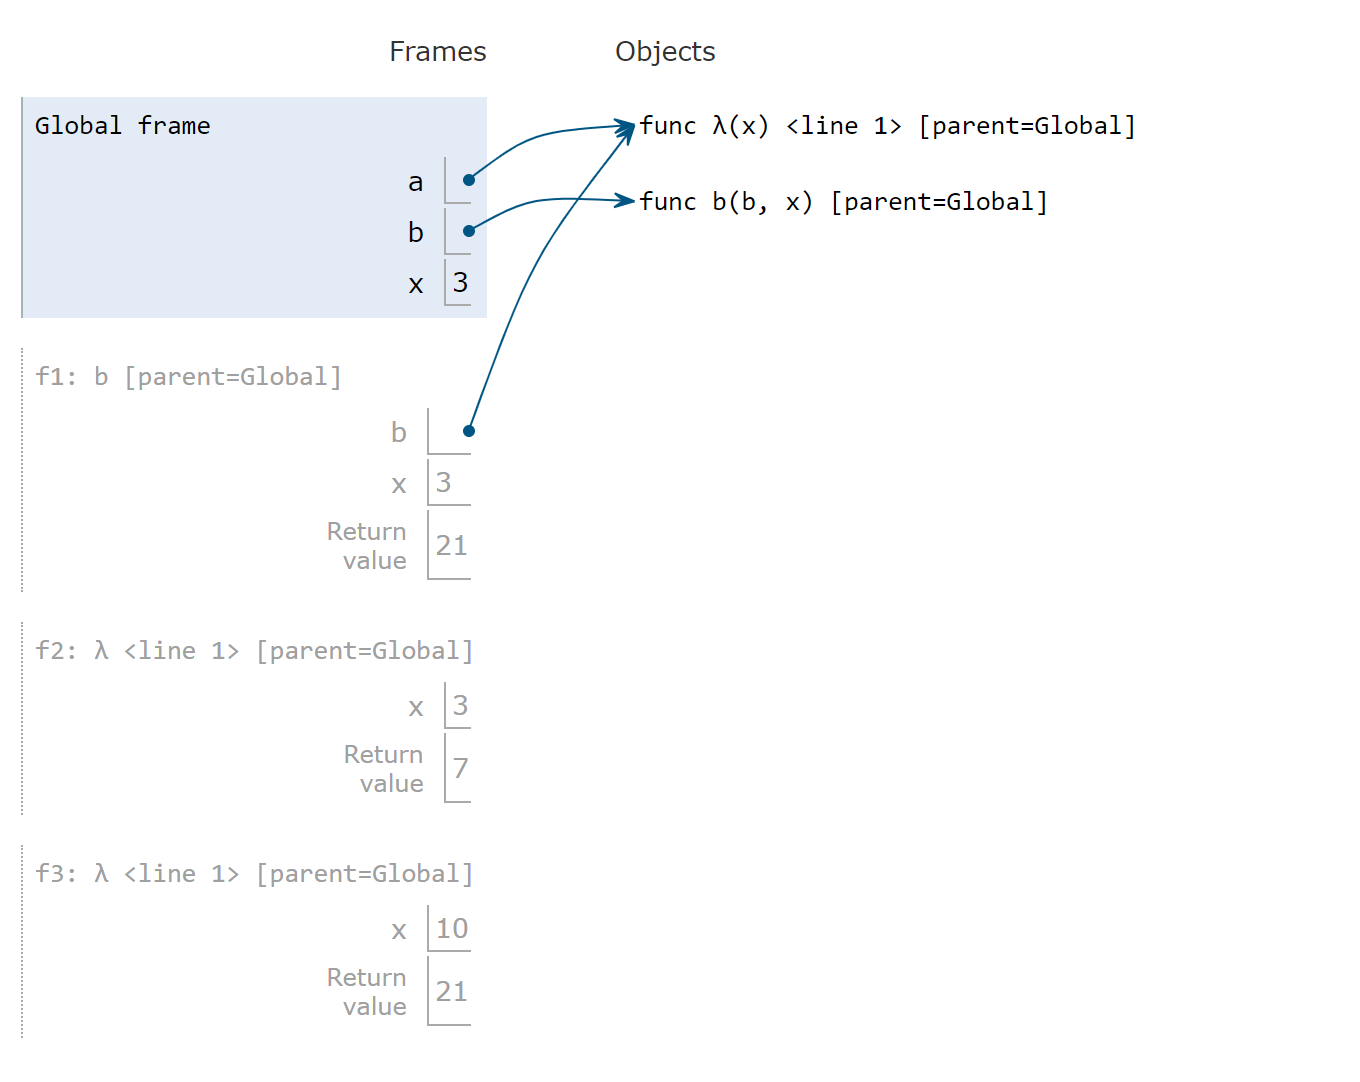 Frames Objects
Global frame
func λ(x) <line 1> [parent=Global]
a
func b(b, x) [parent=Global]
b
x 3
f1: b [parent=Global]
b
x 3
Return
value 21
f2: λ <line 1> [parent=Global]
x 3
Return
value 7
f3: λ <line 1> [parent=Global]
x 10
Return
value 21